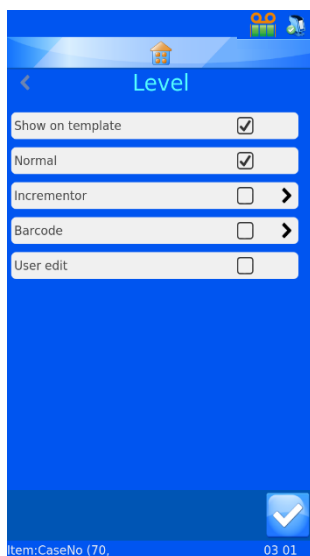 Level
Show on template
Normal
Incrementor
Barcode
User edit
Item:CaseNo (70, 03 01